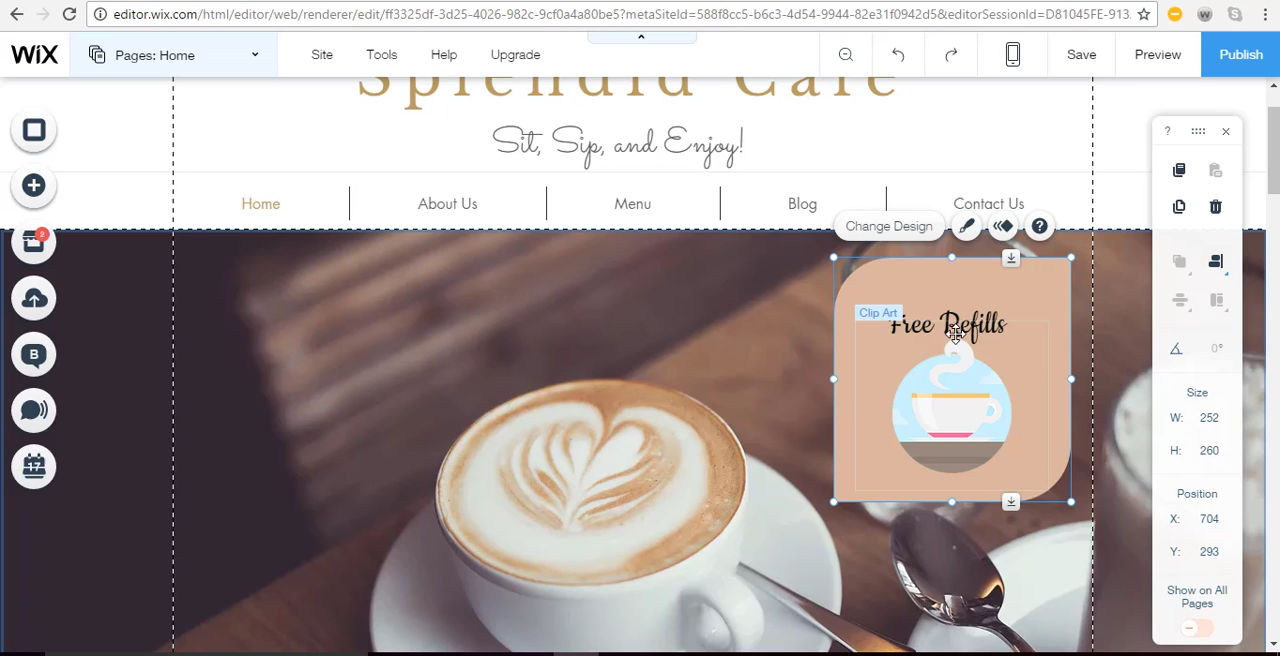 editor.wix.com/html/editor/web/renderer/edit/ff3325df-3d25-4026-982c-9cf0a4a80be5?metaSiteId=588f8cc5-b6c3-4d54-9944-82e31f0942d5&editorSessionId=D81045FE-913.
WiX Pages: Home Site Tools Help Upgrade Save Preview Publish
Splendid Cafe
Sit, Sip, and Enjoy!
Home About Us Menu Blog Contact Us
Change Design
?
2
Clip Art
Free Refills
B
17
?
0°
Size
W: 252
H: 260
Position
X: 704
Y: 293
Show on All
Pages